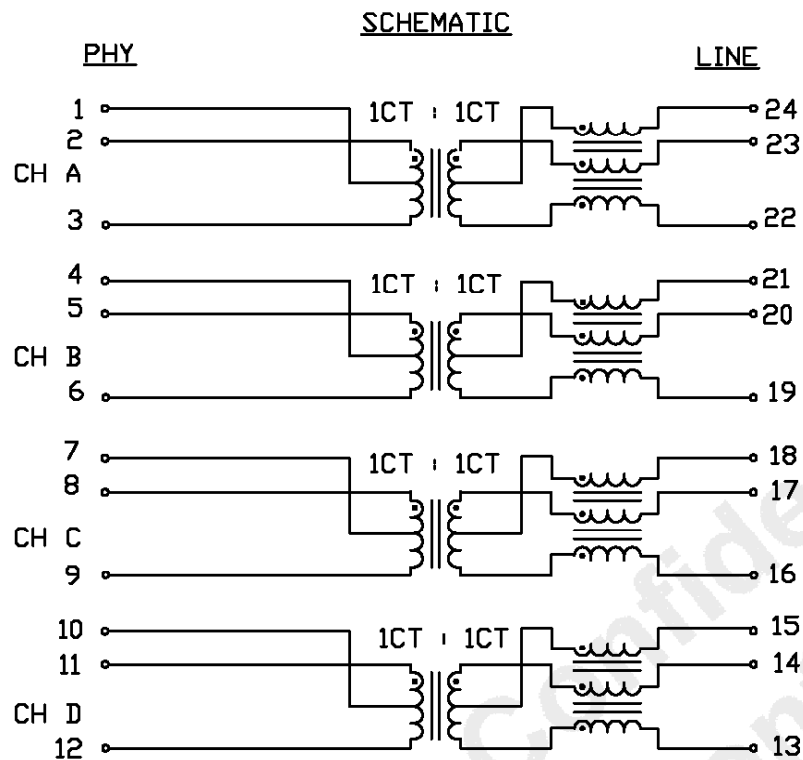 SCHEMATIC
PHY LINE
1 1CT : 1CT 24
2 23
CH A
3 22
4 1CT : 1CT 21
5 20
CH B
6 19
7 1CT : 1CT 18
8 17
CH C
9 16
10 1CT : 1CT 15
11 14
CH D
12 13
Confide